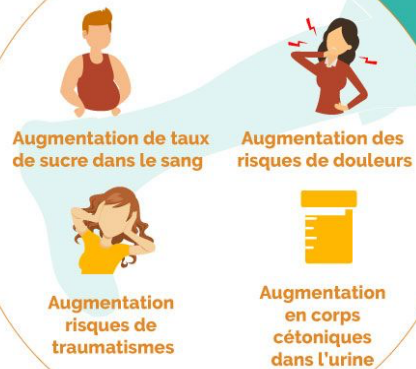 Augmentation de taux
de sucre dans le sang
Augmentation des
risques de douleurs
Augmentation
risques de
traumatismes
Augmentation
en corps
cétoniques
dans l'urine